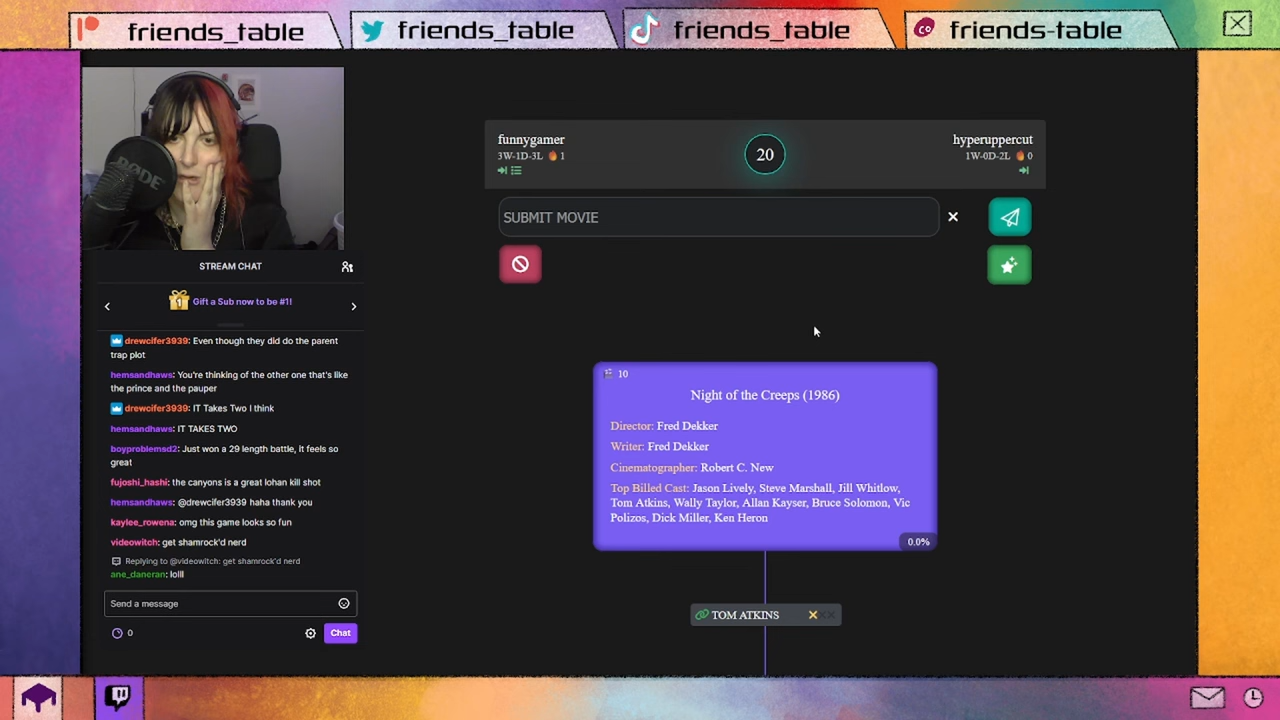 friends_table
friends_table
friends_table
friends-table
RØDE
STREAM CHAT
1
Gift a Sub now to be #1!
drewcifer3939: Even though they did do the parent
trap plot
hemsandhaws: You're thinking of the other one that's like
the prince and the pauper
drewcifer3939: IT Takes Two I think
hemsandhaws: IT TAKES TWO
boyproblemsd2: Just won a 29 length battle, it feels so
great
fujoshi_hashi: the canyons is a great lohan kill shot
hemsandhaws: @drewcifer3939 haha thank you
kaylee_rowena: omg this game looks so fun
videowitch: get shamrock'd nerd
Replying to @videowitch: get shamrock'd nerd
ane_daneran: lolll
Send a message
0
Chat
funnygamer
3W-1D-3L 1
20
hyperuppercut
1W-0D-2L 0
SUBMIT MOVIE
10
Night of the Creeps (1986)
Director: Fred Dekker
Writer: Fred Dekker
Cinematographer: Robert C. New
Top Billed Cast: Jason Lively, Steve Marshall, Jill Whitlow,
Tom Atkins, Wally Taylor, Allan Kayser, Bruce Solomon, Vic
Polizos, Dick Miller, Ken Heron
0.0%
TOM ATKINS